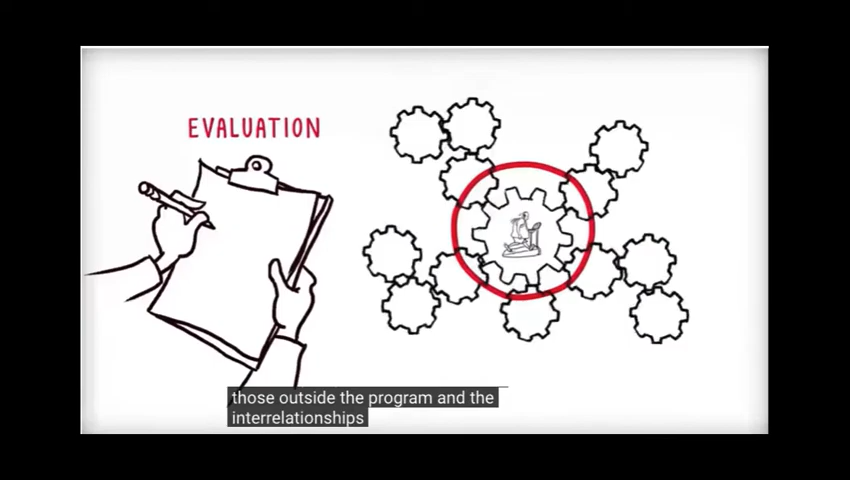 EVALUATION
those outside the program and the
interrelationships